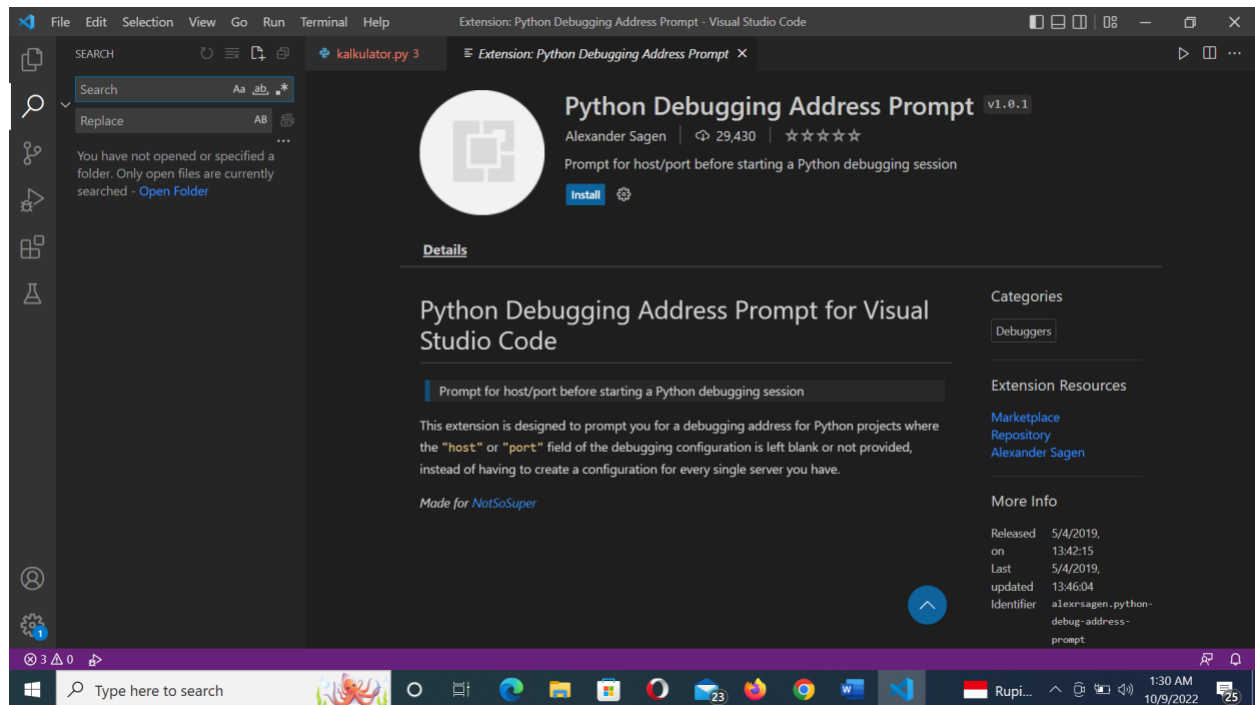 File Edit Selection View Go Run Terminal Help
Extension: Python Debugging Address Prompt - Visual Studio Code
SEARCH
kalkulator.py 3
Extension: Python Debugging Address Prompt
Search
Aa ab .*
Replace
AB
...
You have not opened or specified a
folder. Only open files are currently
searched - Open Folder
Python Debugging Address Prompt v1.0.1
Alexander Sagen 29,430
Prompt for host/port before starting a Python debugging session
Install
Details
Python Debugging Address Prompt for Visual
Studio Code
Prompt for host/port before starting a Python debugging session
This extension is designed to prompt you for a debugging address for Python projects where
the "host" or "port" field of the debugging configuration is left blank or not provided,
instead of having to create a configuration for every single server you have.
Made for NotSoSuper
Categories
Debuggers
Extension Resources
Marketplace
Repository
Alexander Sagen
More Info
Released 5/4/2019,
on 13:42:15
Last 5/4/2019,
updated 13:46:04
Identifier alexrsagen.python-
debug-address-
prompt
1
3 0
Type here to search
23
Rupi...
1:30 AM
10/9/2022
25